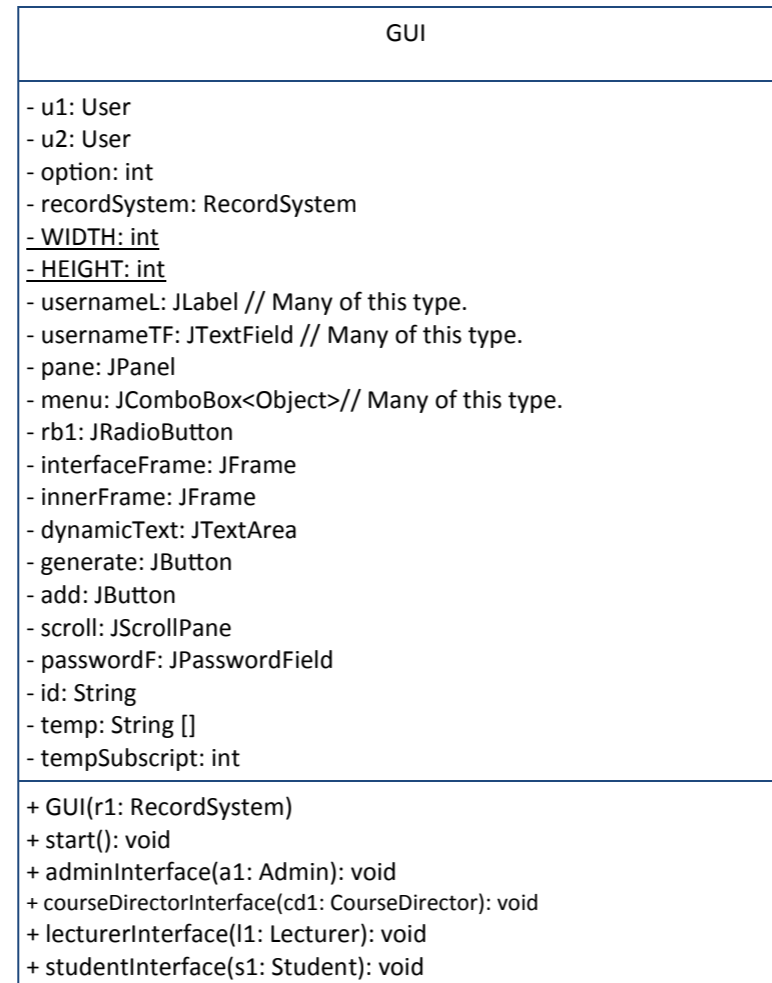 GUI
- u1: User
- u2: User
- option: int
- recordSystem: RecordSystem
- WIDTH: int
- HEIGHT: int
- usernameL: JLabel // Many of this type.
- usernameTF: JTextField // Many of this type.
- pane: JPanel
- menu: JComboBox<Object>// Many of this type.
- rb1: JRadioButton
- interfaceFrame: JFrame
- innerFrame: JFrame
- dynamicText: JTextArea
- generate: JButton
- add: JButton
- scroll: JScrollPane
- passwordF: JPasswordField
- id: String
- temp: String []
- tempSubscript: int
+ GUI(r1: RecordSystem)
+ start(): void
+ adminInterface(a1: Admin): void
+ courseDirectorInterface(cd1: CourseDirector): void
+ lecturerInterface(l1: Lecturer): void
+ studentInterface(s1: Student): void